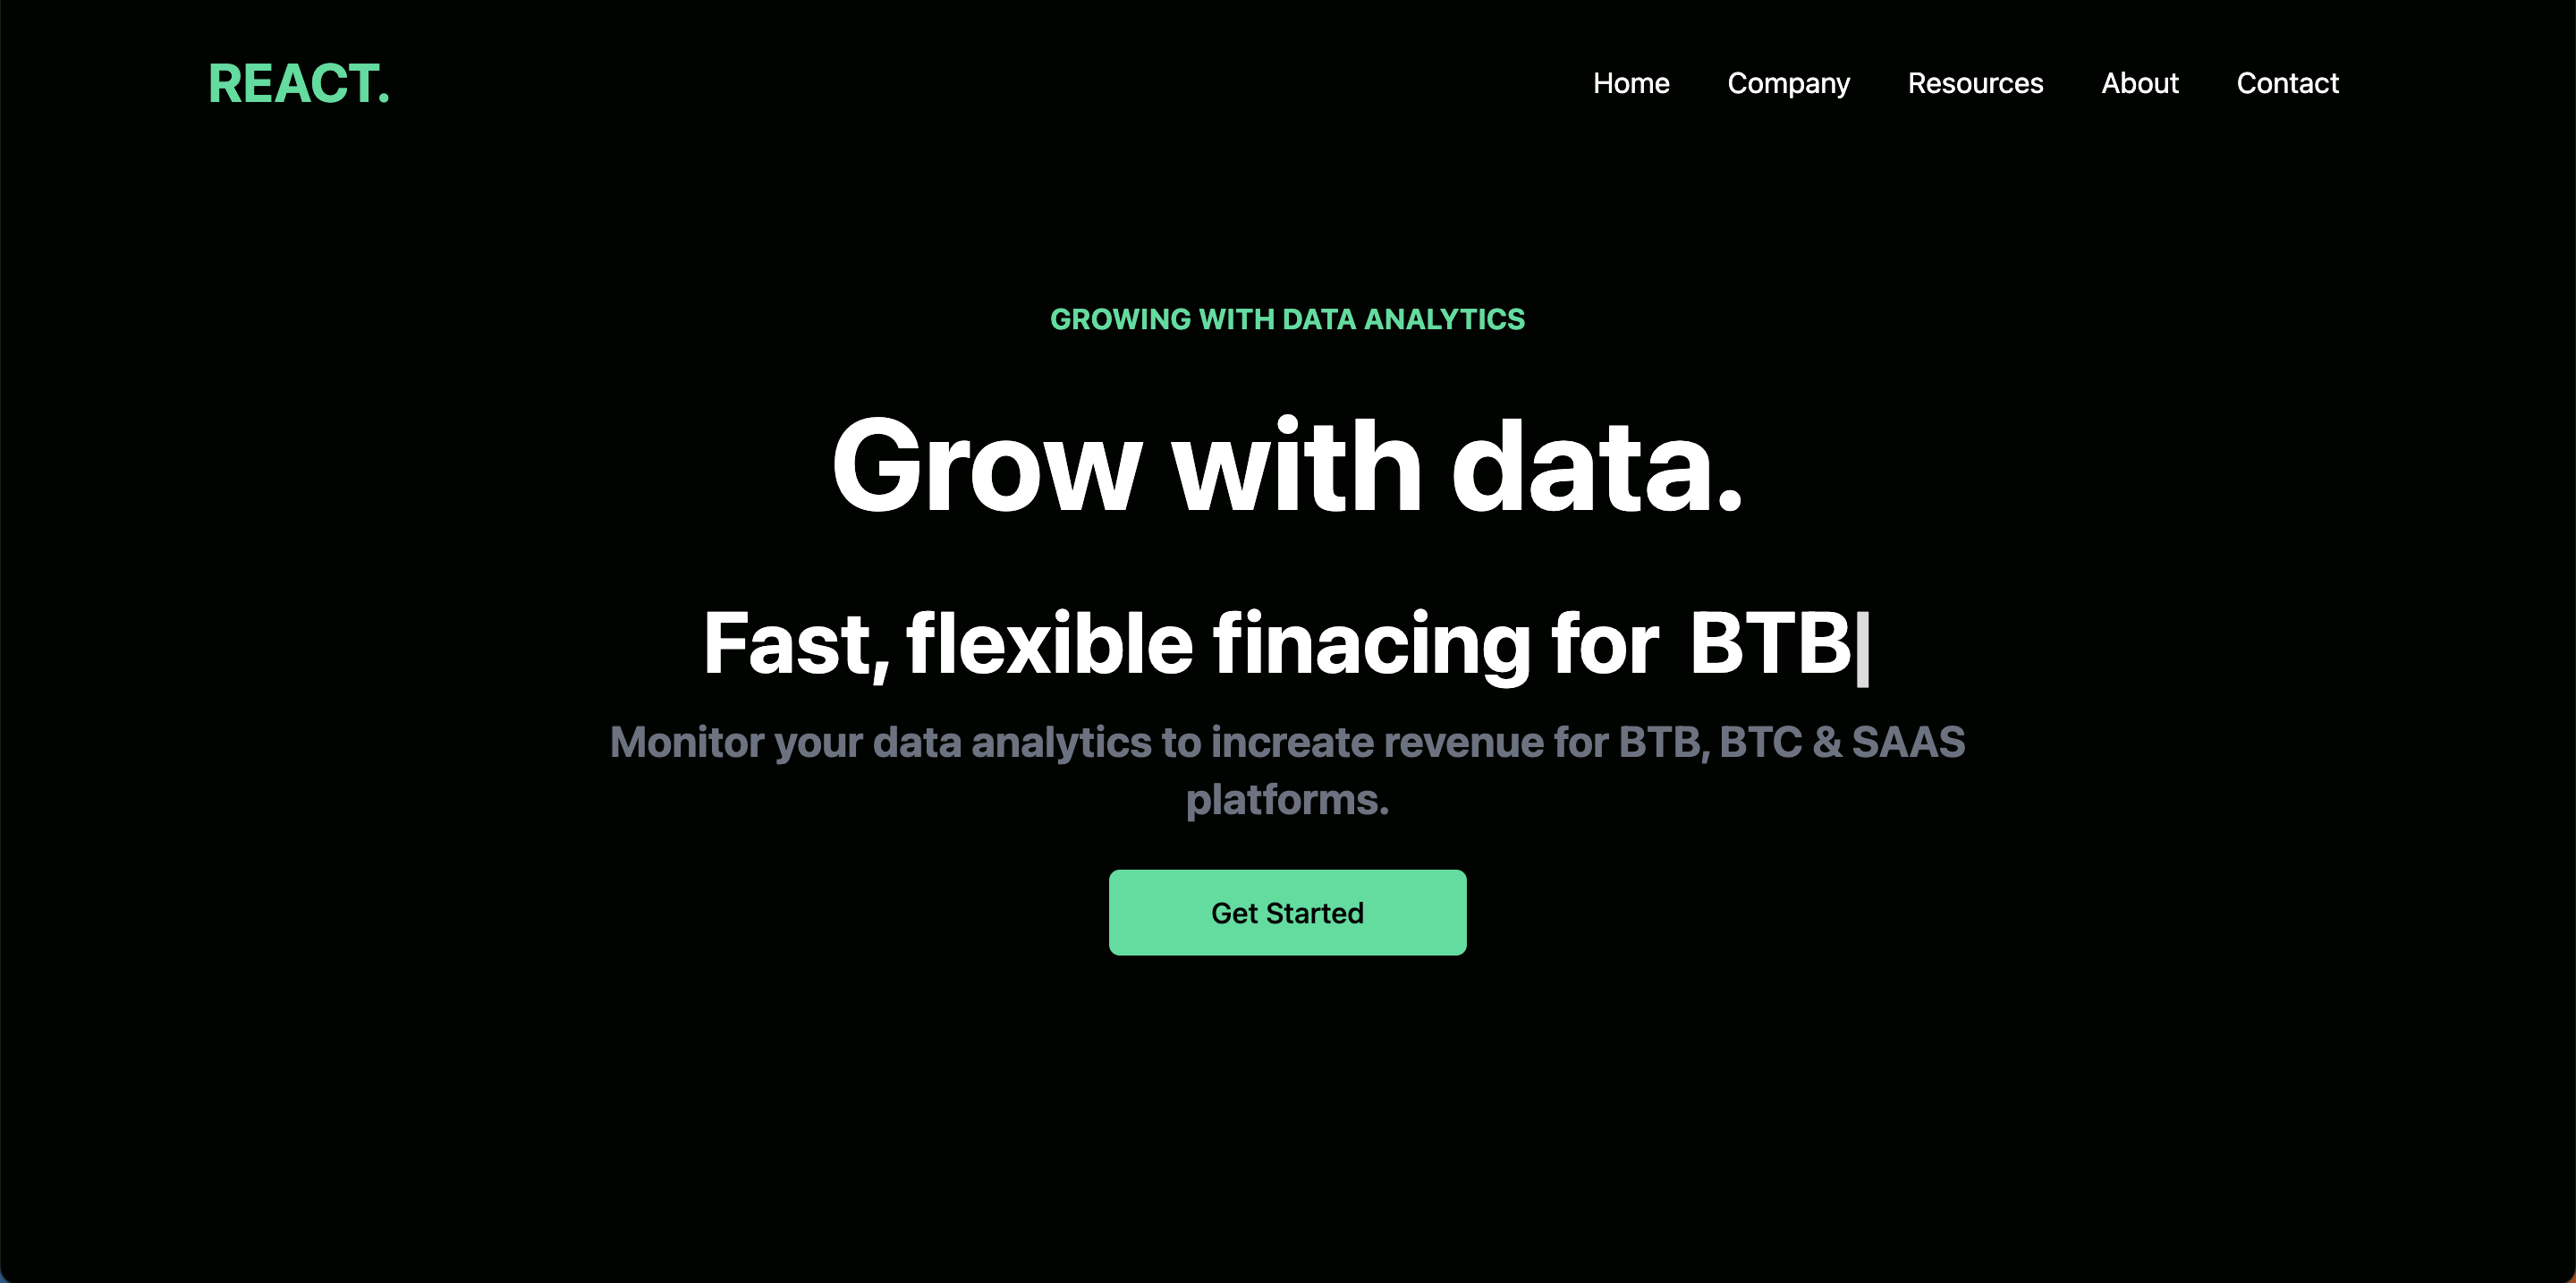 REACT.
Home Company Resources About Contact
GROWING WITH DATA ANALYTICS
Grow with data.
Fast, flexible finacing for BTB|
Monitor your data analytics to increate revenue for BTB, BTC & SAAS
platforms.
Get Started